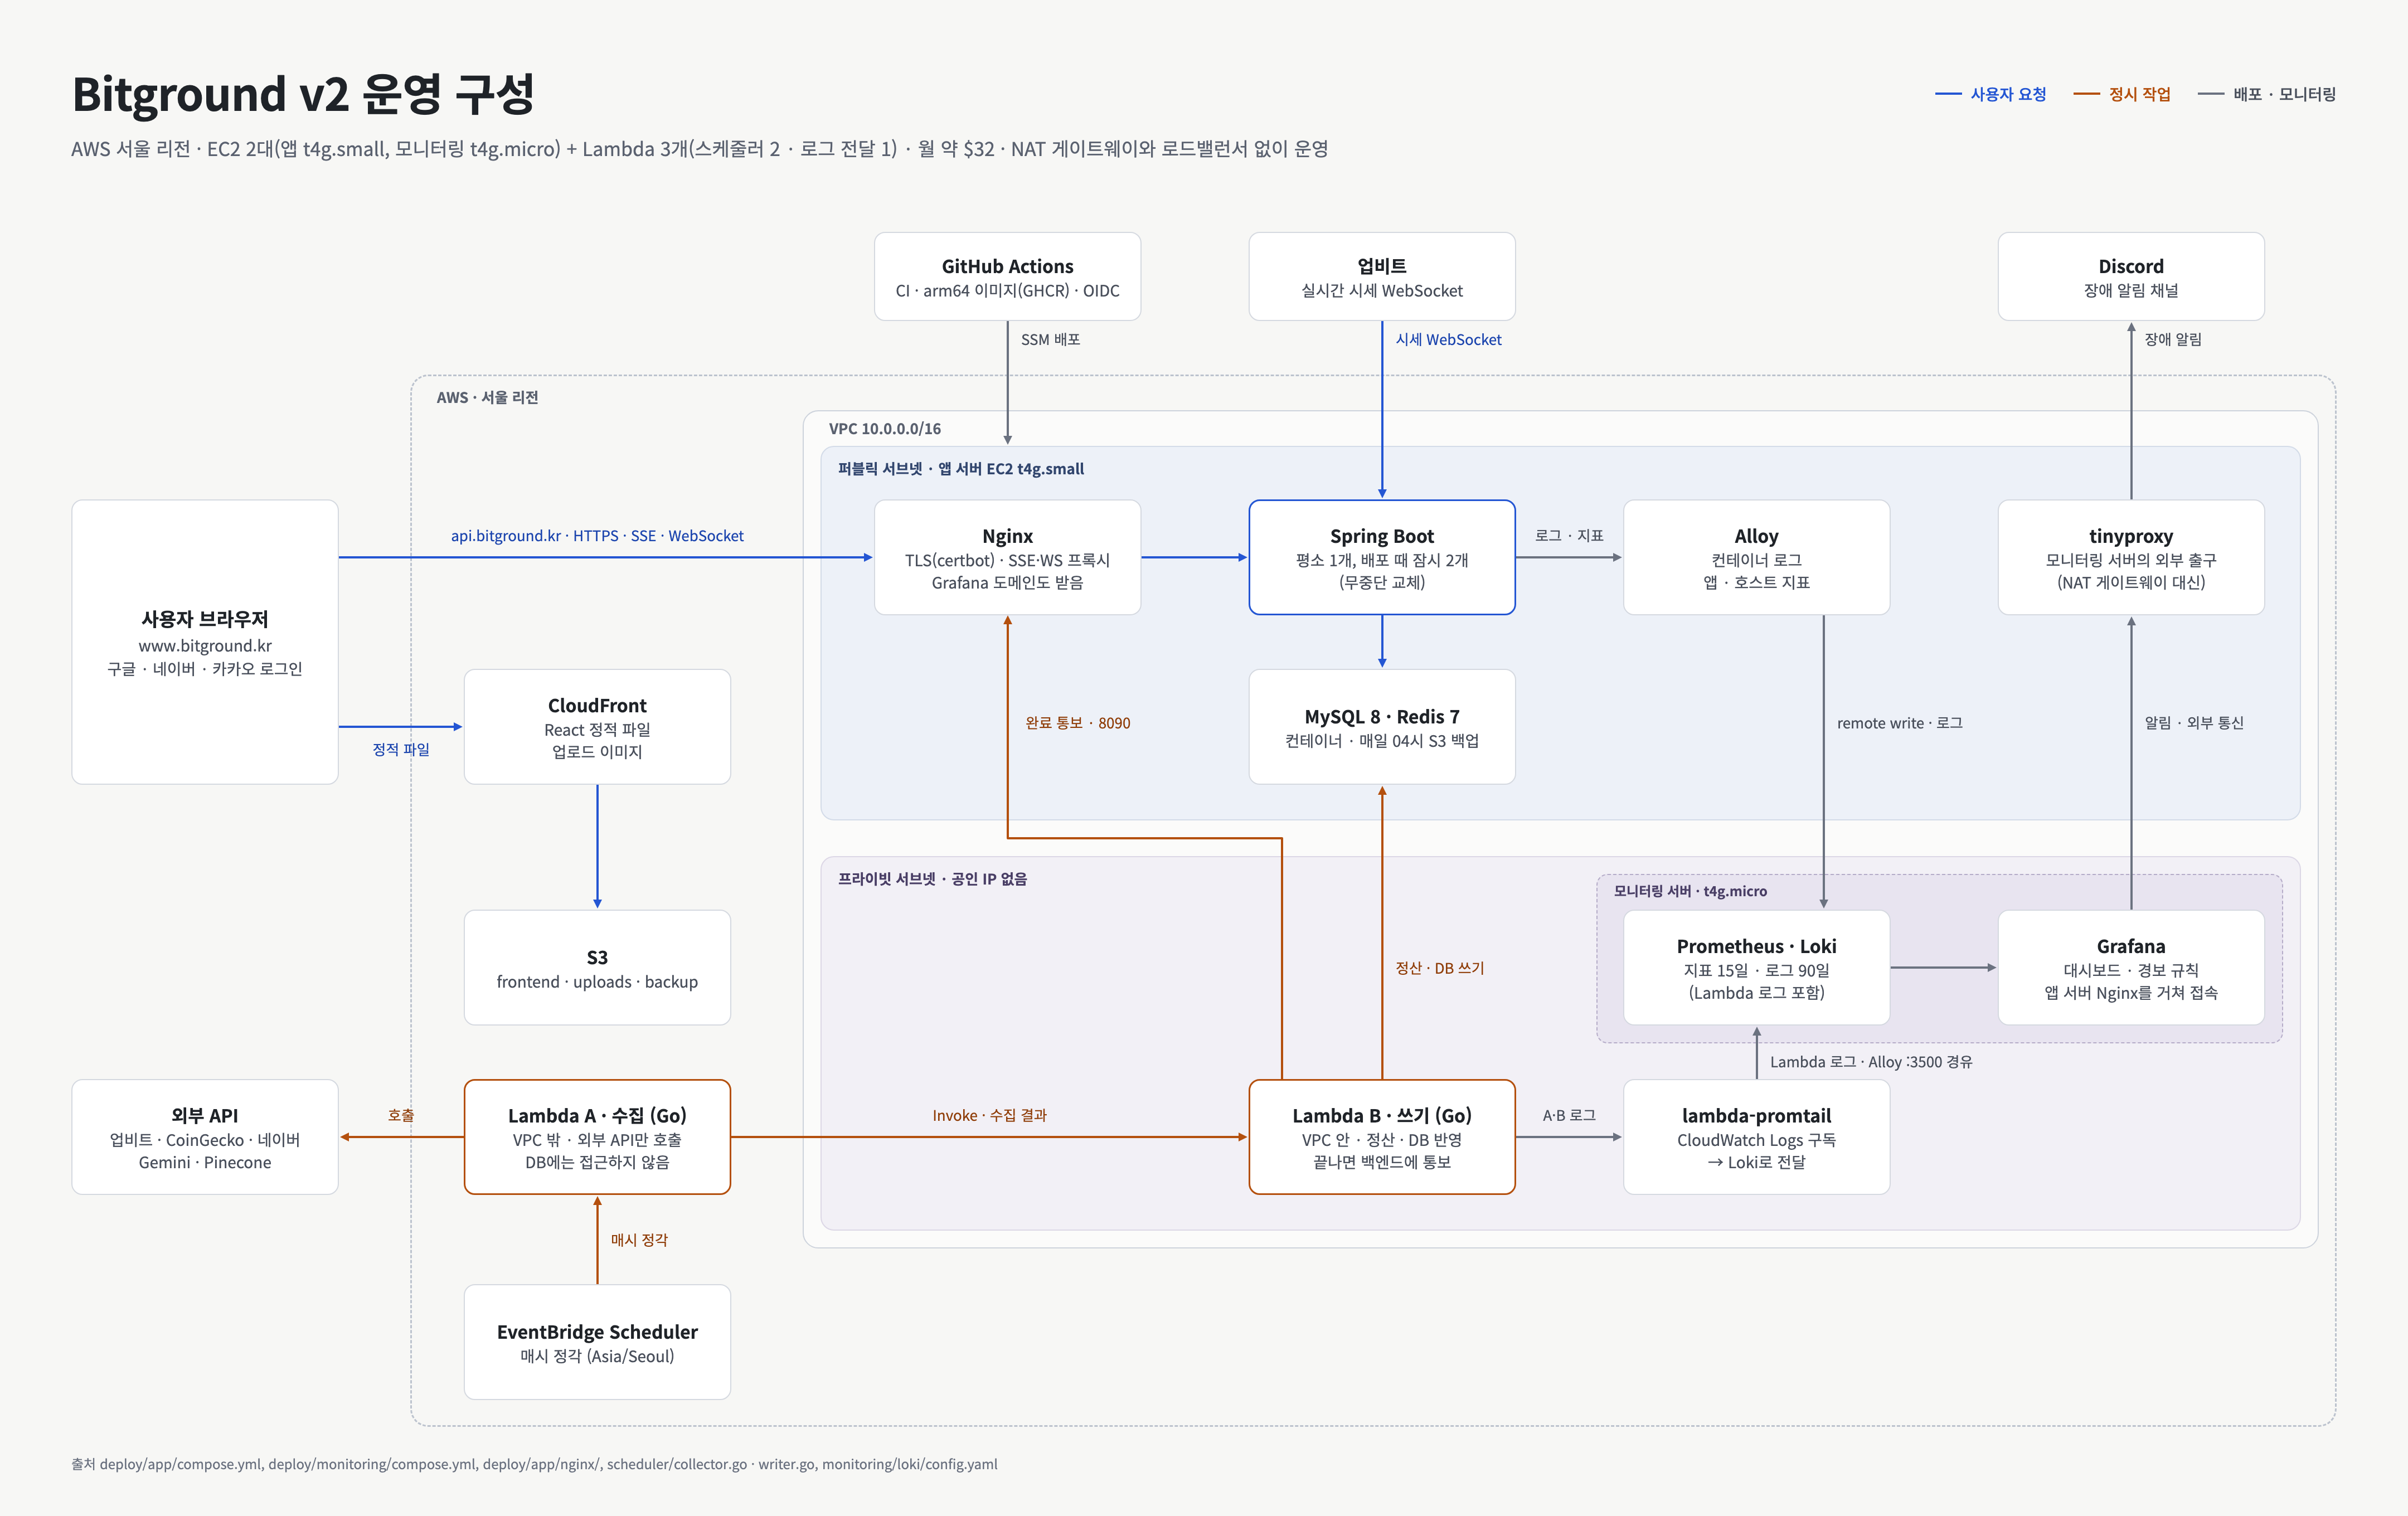 Bitground v2 운영 구성
사용자 요청
정시 작업
배포 · 모니터링
AWS 서울 리전 · EC2 2대(앱 t4g.small, 모니터링 t4g.micro) + Lambda 3개(스케줄러 2 · 로그 전달 1) · 월 약 $32 · NAT 게이트웨이와 로드밸런서 없이 운영
GitHub Actions
CI · arm64 이미지(GHCR) · OIDC
업비트
실시간 시세 WebSocket
Discord
장애 알림 채널
SSM 배포
시세 WebSocket
장애 알림
AWS · 서울 리전
VPC 10.0.0.0/16
퍼블릭 서브넷 · 앱 서버 EC2 t4g.small
사용자 브라우저
www.bitground.kr
구글 · 네이버 · 카카오 로그인
api.bitground.kr · HTTPS · SSE · WebSocket
Nginx
TLS(certbot) · SSE·WS 프록시
Grafana 도메인도 받음
Spring Boot
평소 1개, 배포 때 잠시 2개
(무중단 교체)
로그 · 지표
Alloy
컨테이너 로그
앱 · 호스트 지표
tinyproxy
모니터링 서버의 외부 출구
(NAT 게이트웨이 대신)
정적 파일
CloudFront
React 정적 파일
업로드 이미지
완료 통보 · 8090
MySQL 8 · Redis 7
컨테이너 · 매일 04시 S3 백업
remote write · 로그
알림 · 외부 통신
프라이빗 서브넷 · 공인 IP 없음
모니터링 서버 · t4g.micro
S3
frontend · uploads · backup
정산 · DB 쓰기
Prometheus · Loki
지표 15일 · 로그 90일
(Lambda 로그 포함)
Grafana
대시보드 · 경보 규칙
앱 서버 Nginx를 거쳐 접속
Lambda 로그 · Alloy :3500 경유
외부 API
업비트 · CoinGecko · 네이버
Gemini · Pinecone
호출
Lambda A · 수집 (Go)
VPC 밖 · 외부 API만 호출
DB에는 접근하지 않음
Invoke · 수집 결과
Lambda B · 쓰기 (Go)
VPC 안 · 정산 · DB 반영
끝나면 백엔드에 통보
A·B 로그
lambda-promtail
CloudWatch Logs 구독
→ Loki로 전달
매시 정각
EventBridge Scheduler
매시 정각 (Asia/Seoul)
출처 deploy/app/compose.yml, deploy/monitoring/compose.yml, deploy/app/nginx/, scheduler/collector.go · writer.go, monitoring/loki/config.yaml